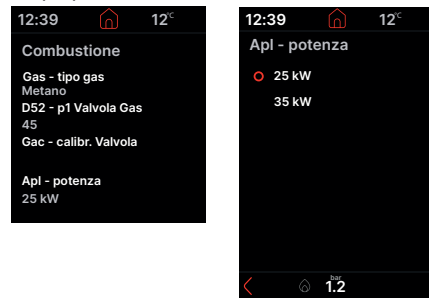 12:39 12°C
Combustione
Gas - tipo gas
Metano
D52 - p1 Valvola Gas
45
Gac - calibr. Valvola
Apl - potenza
25 kW
12:39 12°C
Apl - potenza
25 kW
35 kW
bar
1.2